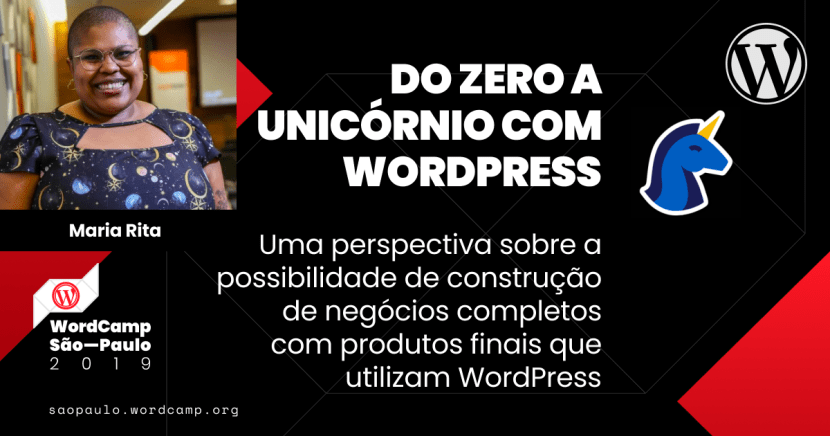 DO ZERO A
UNICÓRNIO COM
WORDPRESS
Maria Rita
Uma perspectiva sobre a
possibilidade de construção
de negócios completos
com produtos finais que
utilizam WordPress
WordCamp
São—Paulo
2019
saopaulo.wordcamp.org